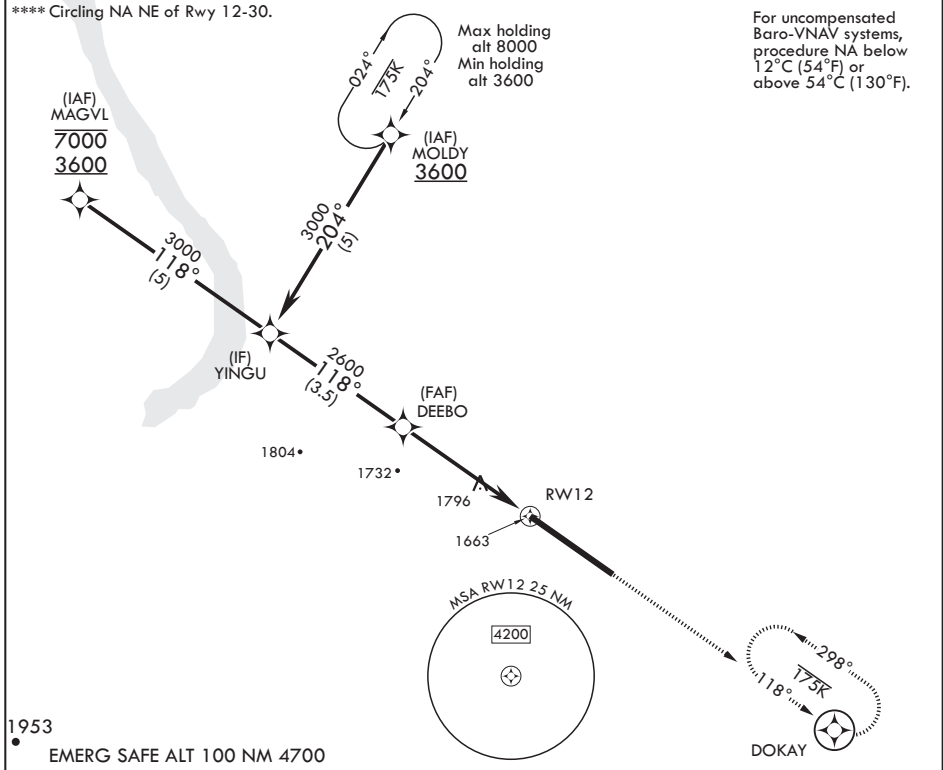 **** Circling NA NE of Rwy 12-30.
Max holding
alt 8000
Min holding
alt 3600
For uncompensated
Baro-VNAV systems,
procedure NA below
12°C (54°F) or
above 54°C (130°F).
024°
175K
204°
(IAF)
MAGVL
7000
3600
(IAF)
MOLDY
3600
3000
204°
(5)
3000
118°
(5)
(IF)
YINGU
2600
118°
(3.5)
(FAF)
DEEBO
1804
1732
1796
RW12
1663
MSA RW12 25 NM
4200
298°
175K
118°
DOKAY
1953
EMERG SAFE ALT 100 NM 4700